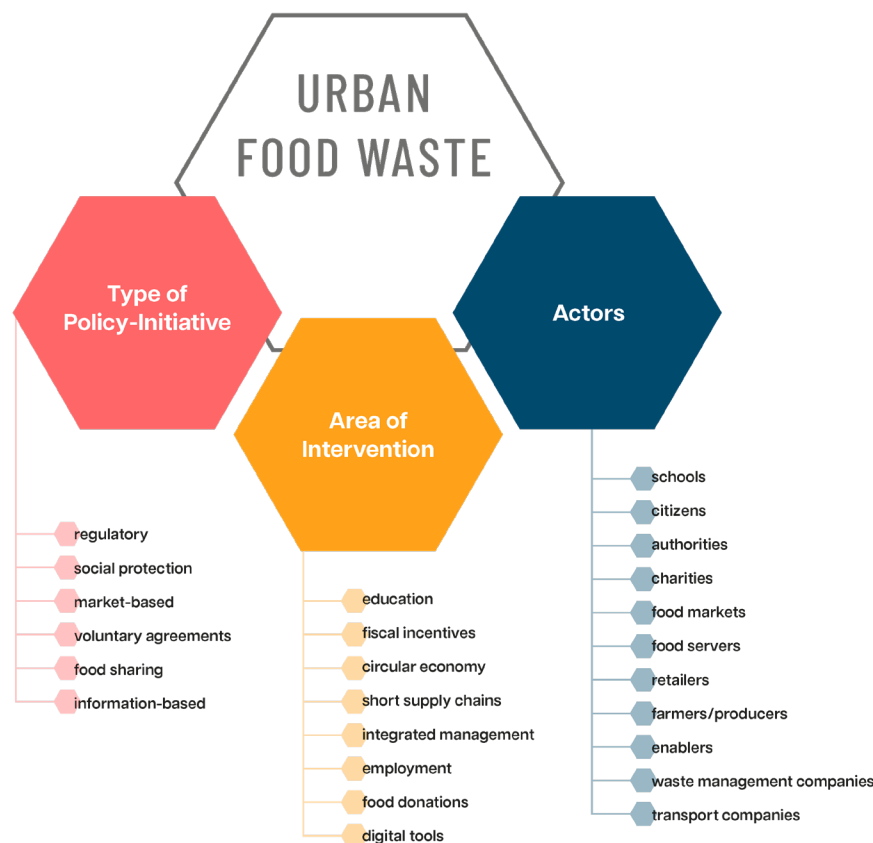 URBAN
FOOD WASTE
Type of
Policy-Initiative
regulatory
social protection
market-based
voluntary agreements
food sharing
information-based
Area of
Intervention
education
fiscal incentives
circular economy
short supply chains
integrated management
employment
food donations
digital tools
Actors
schools
citizens
authorities
charities
food markets
food servers
retailers
farmers/producers
enablers
waste management companies
transport companies